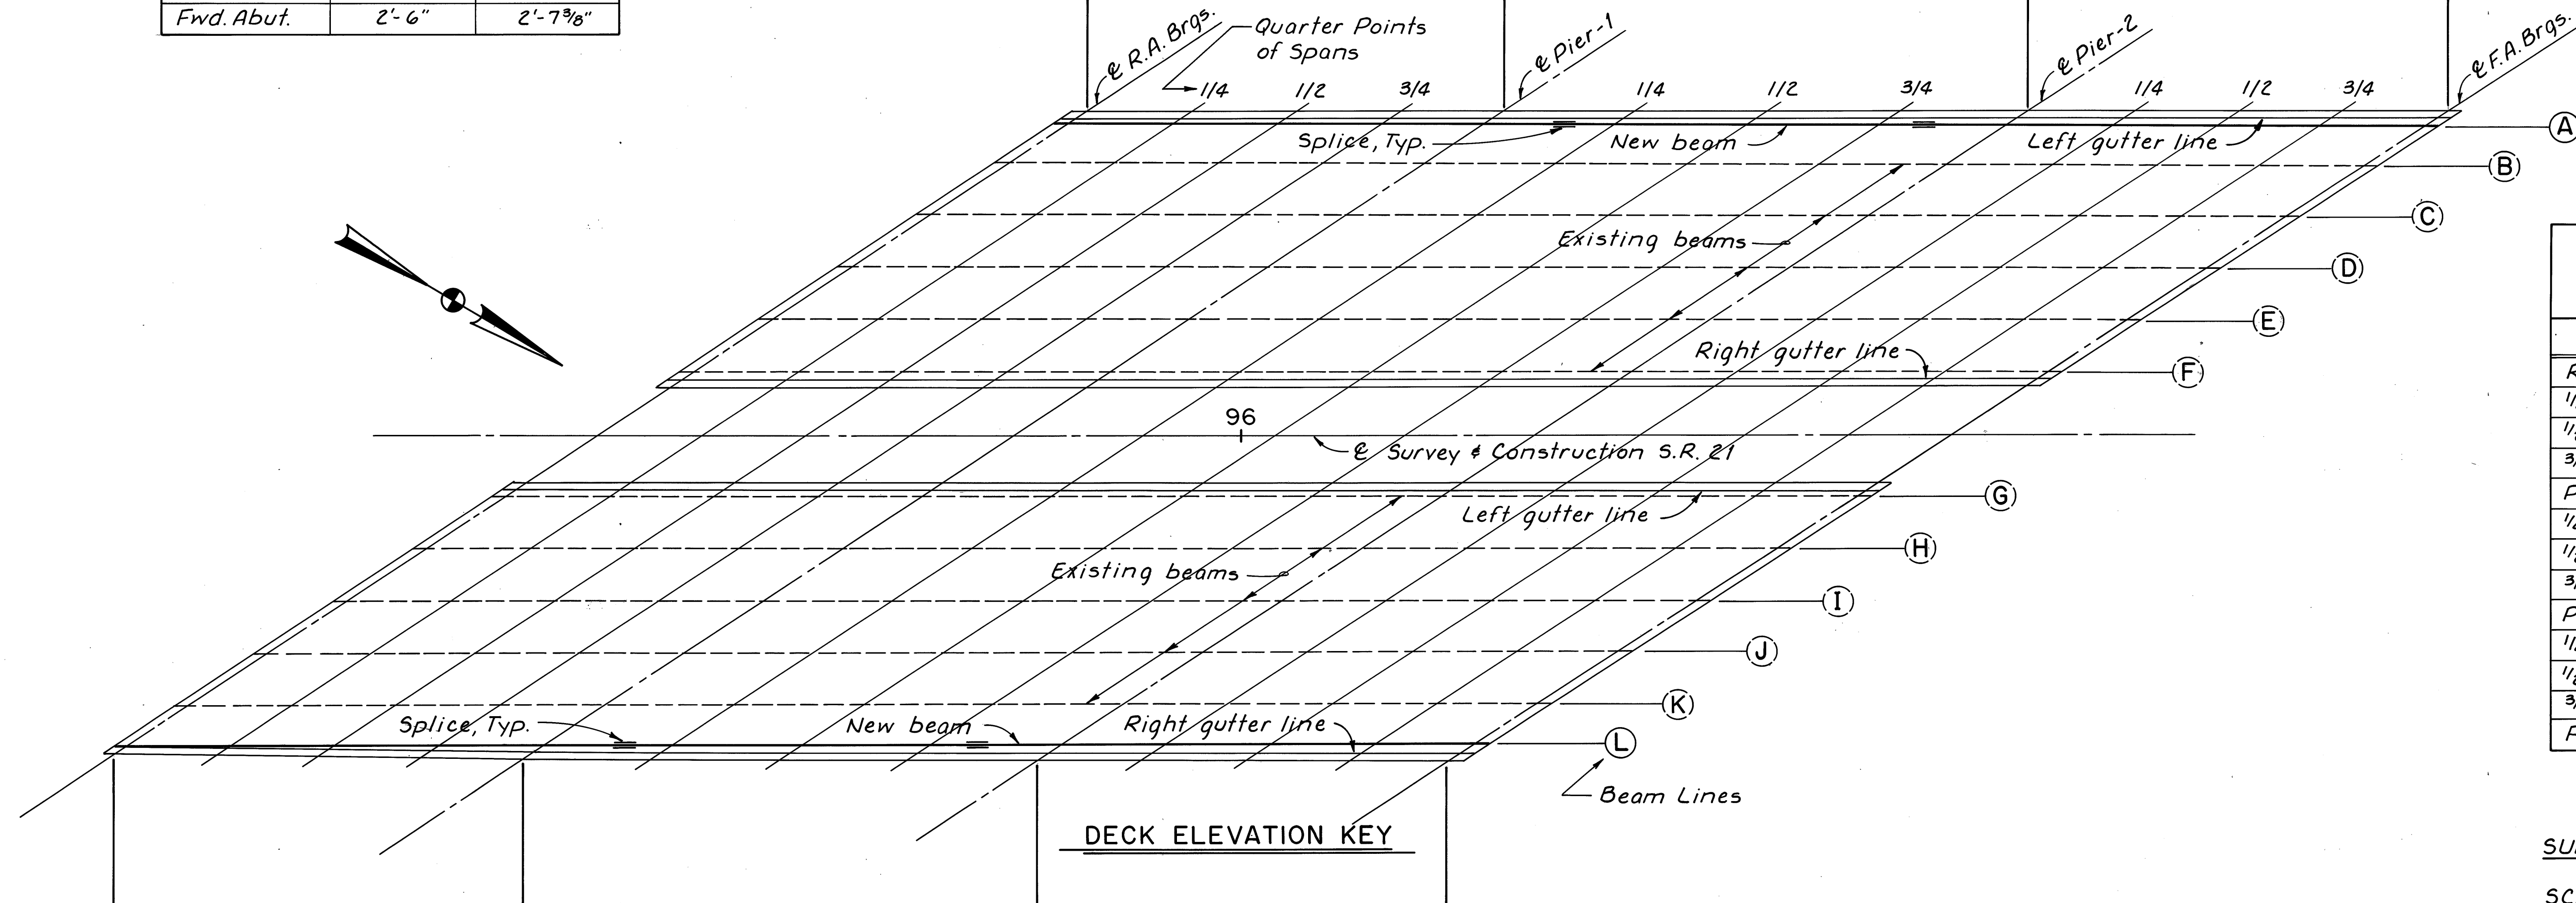 Fwd. Abut. 2'-6" 2'-7 3/8"
℄ R.A. Brgs.
Quarter Points
of Spans
℄ Pier-1
℄ Pier-2
℄ F.A. Brgs.
1/4 1/2 3/4 1/4 1/2 3/4 1/4 1/2 3/4
Splice, Typ.
New beam
Left gutter line
A
B
C
Existing beams
D
E
Right gutter line
F
96
℄ Survey & Construction S.R. 21
G
Left gutter line
H
Existing beams
I
J
K
Splice, Typ.
New beam
Right gutter line
L
Beam Lines
DECK ELEVATION KEY